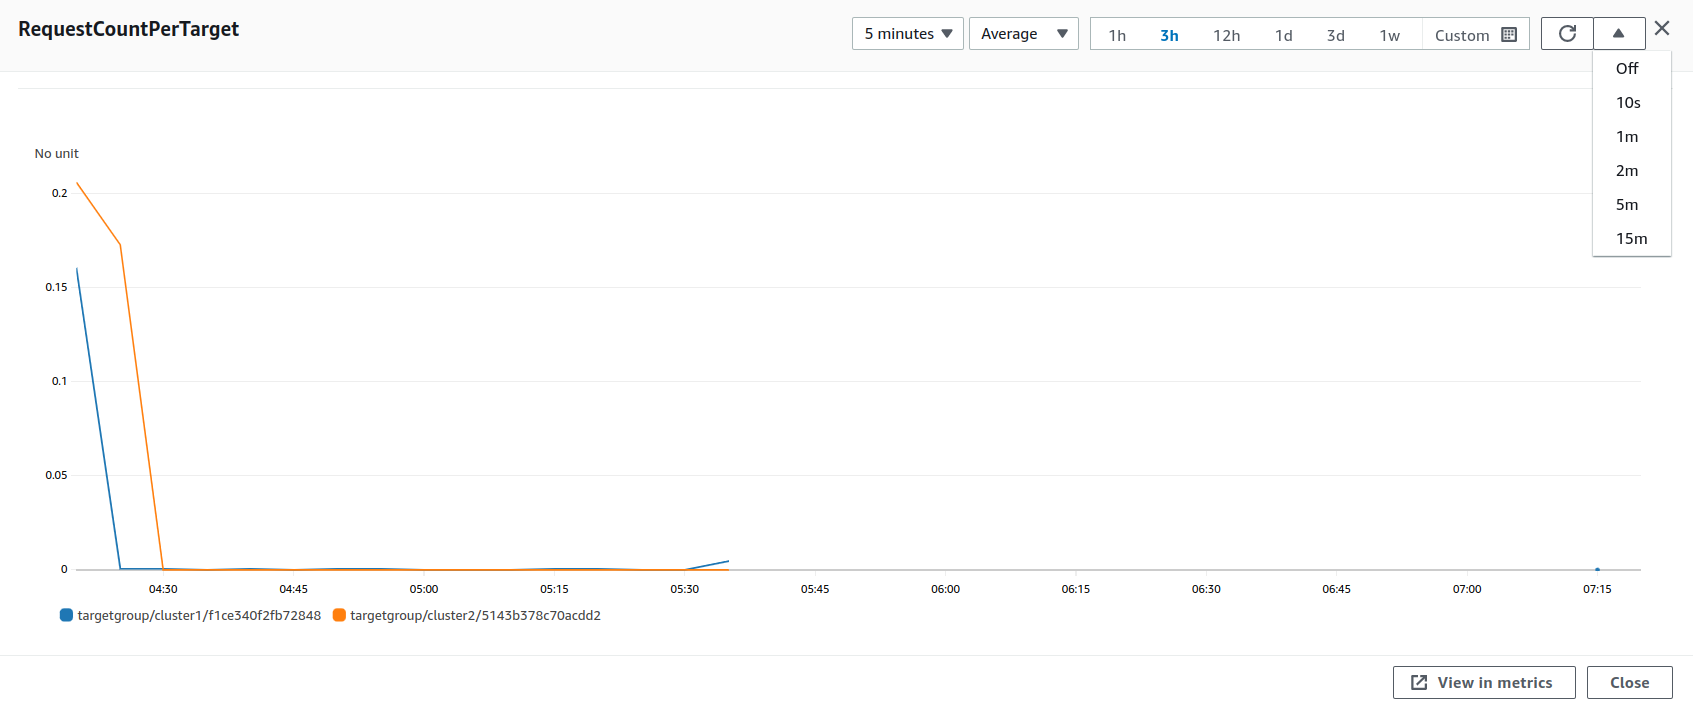 RequestCountPerTarget
5 minutes
Average
1h 3h 12h 1d 3d 1w Custom
Off
10s
1m
2m
5m
15m
No unit
0.2
0.15
0.1
0.05
0
04:30 04:45 05:00 05:15 05:30 05:45 06:00 06:15 06:30 06:45 07:00 07:15
targetgroup/cluster1/f1ce340f2fb72848 targetgroup/cluster2/5143b378c70acdd2
View in metrics Close